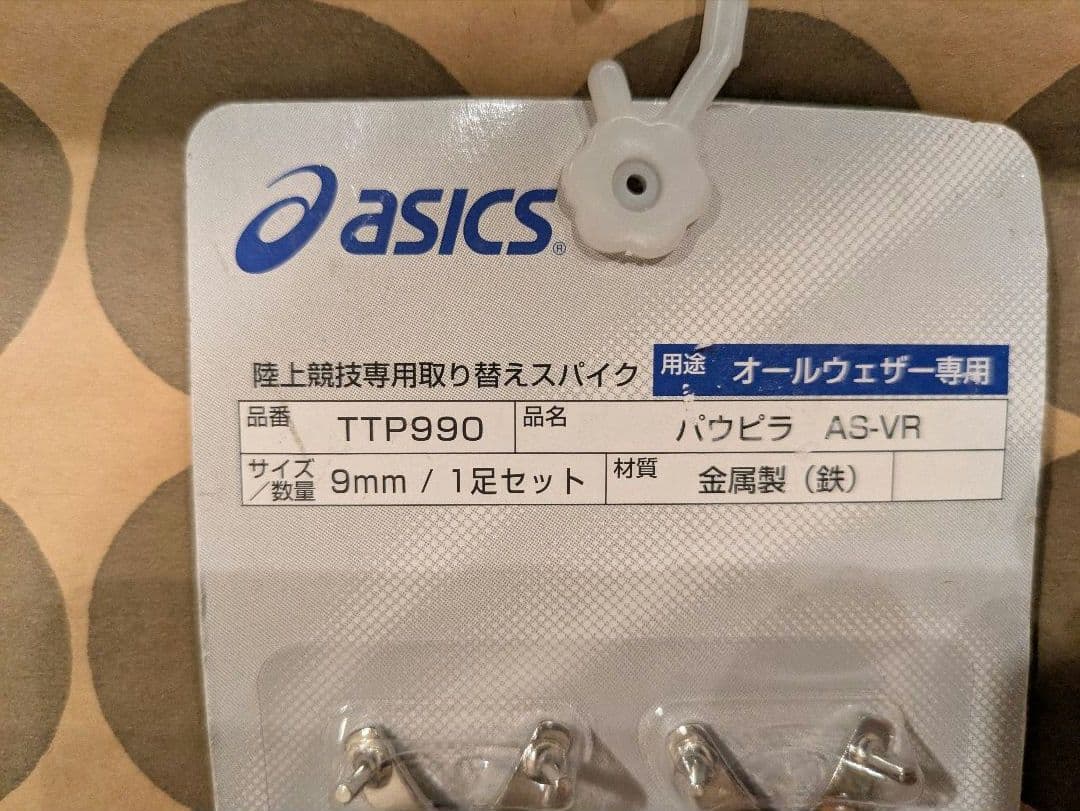 asics®
陸上競技専用取り替えスパイク 用途 オールウェザー専用
品番 TTP990 品名 パウピラ AS-VR
サイズ/数量 9mm / 1足セット 材質 金属製（鉄）